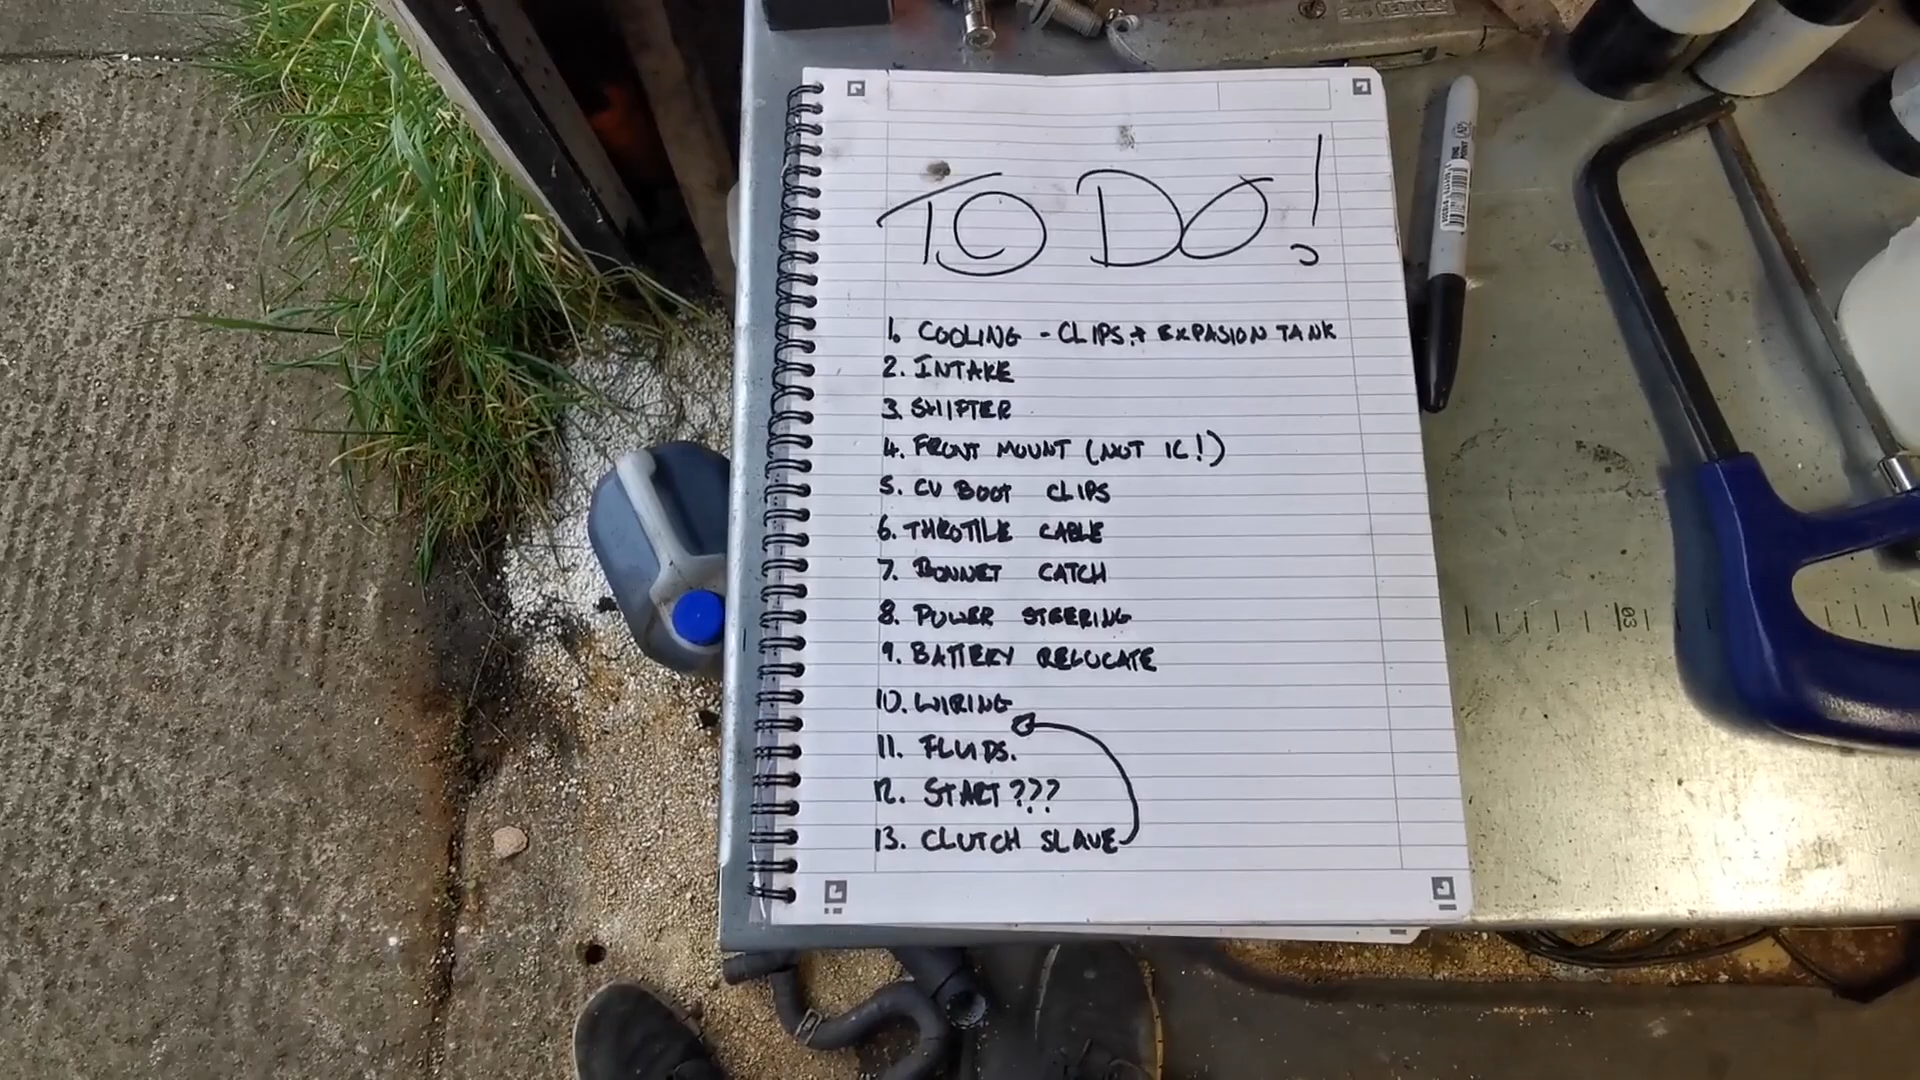 TO DO!
1. COOLING - CLIPS + EXPASION TANK
2. INTAKE
3. SHIFTER
4. FRONT MOUNT (NOT IC!)
5. CV BOOT CLIPS
6. THROTTLE CABLE
7. BONNET CATCH
8. POWER STEERING
9. BATTERY RELOCATE
10. WIRING
11. FLUIDS.
12. START???
13. CLUTCH SLAVE